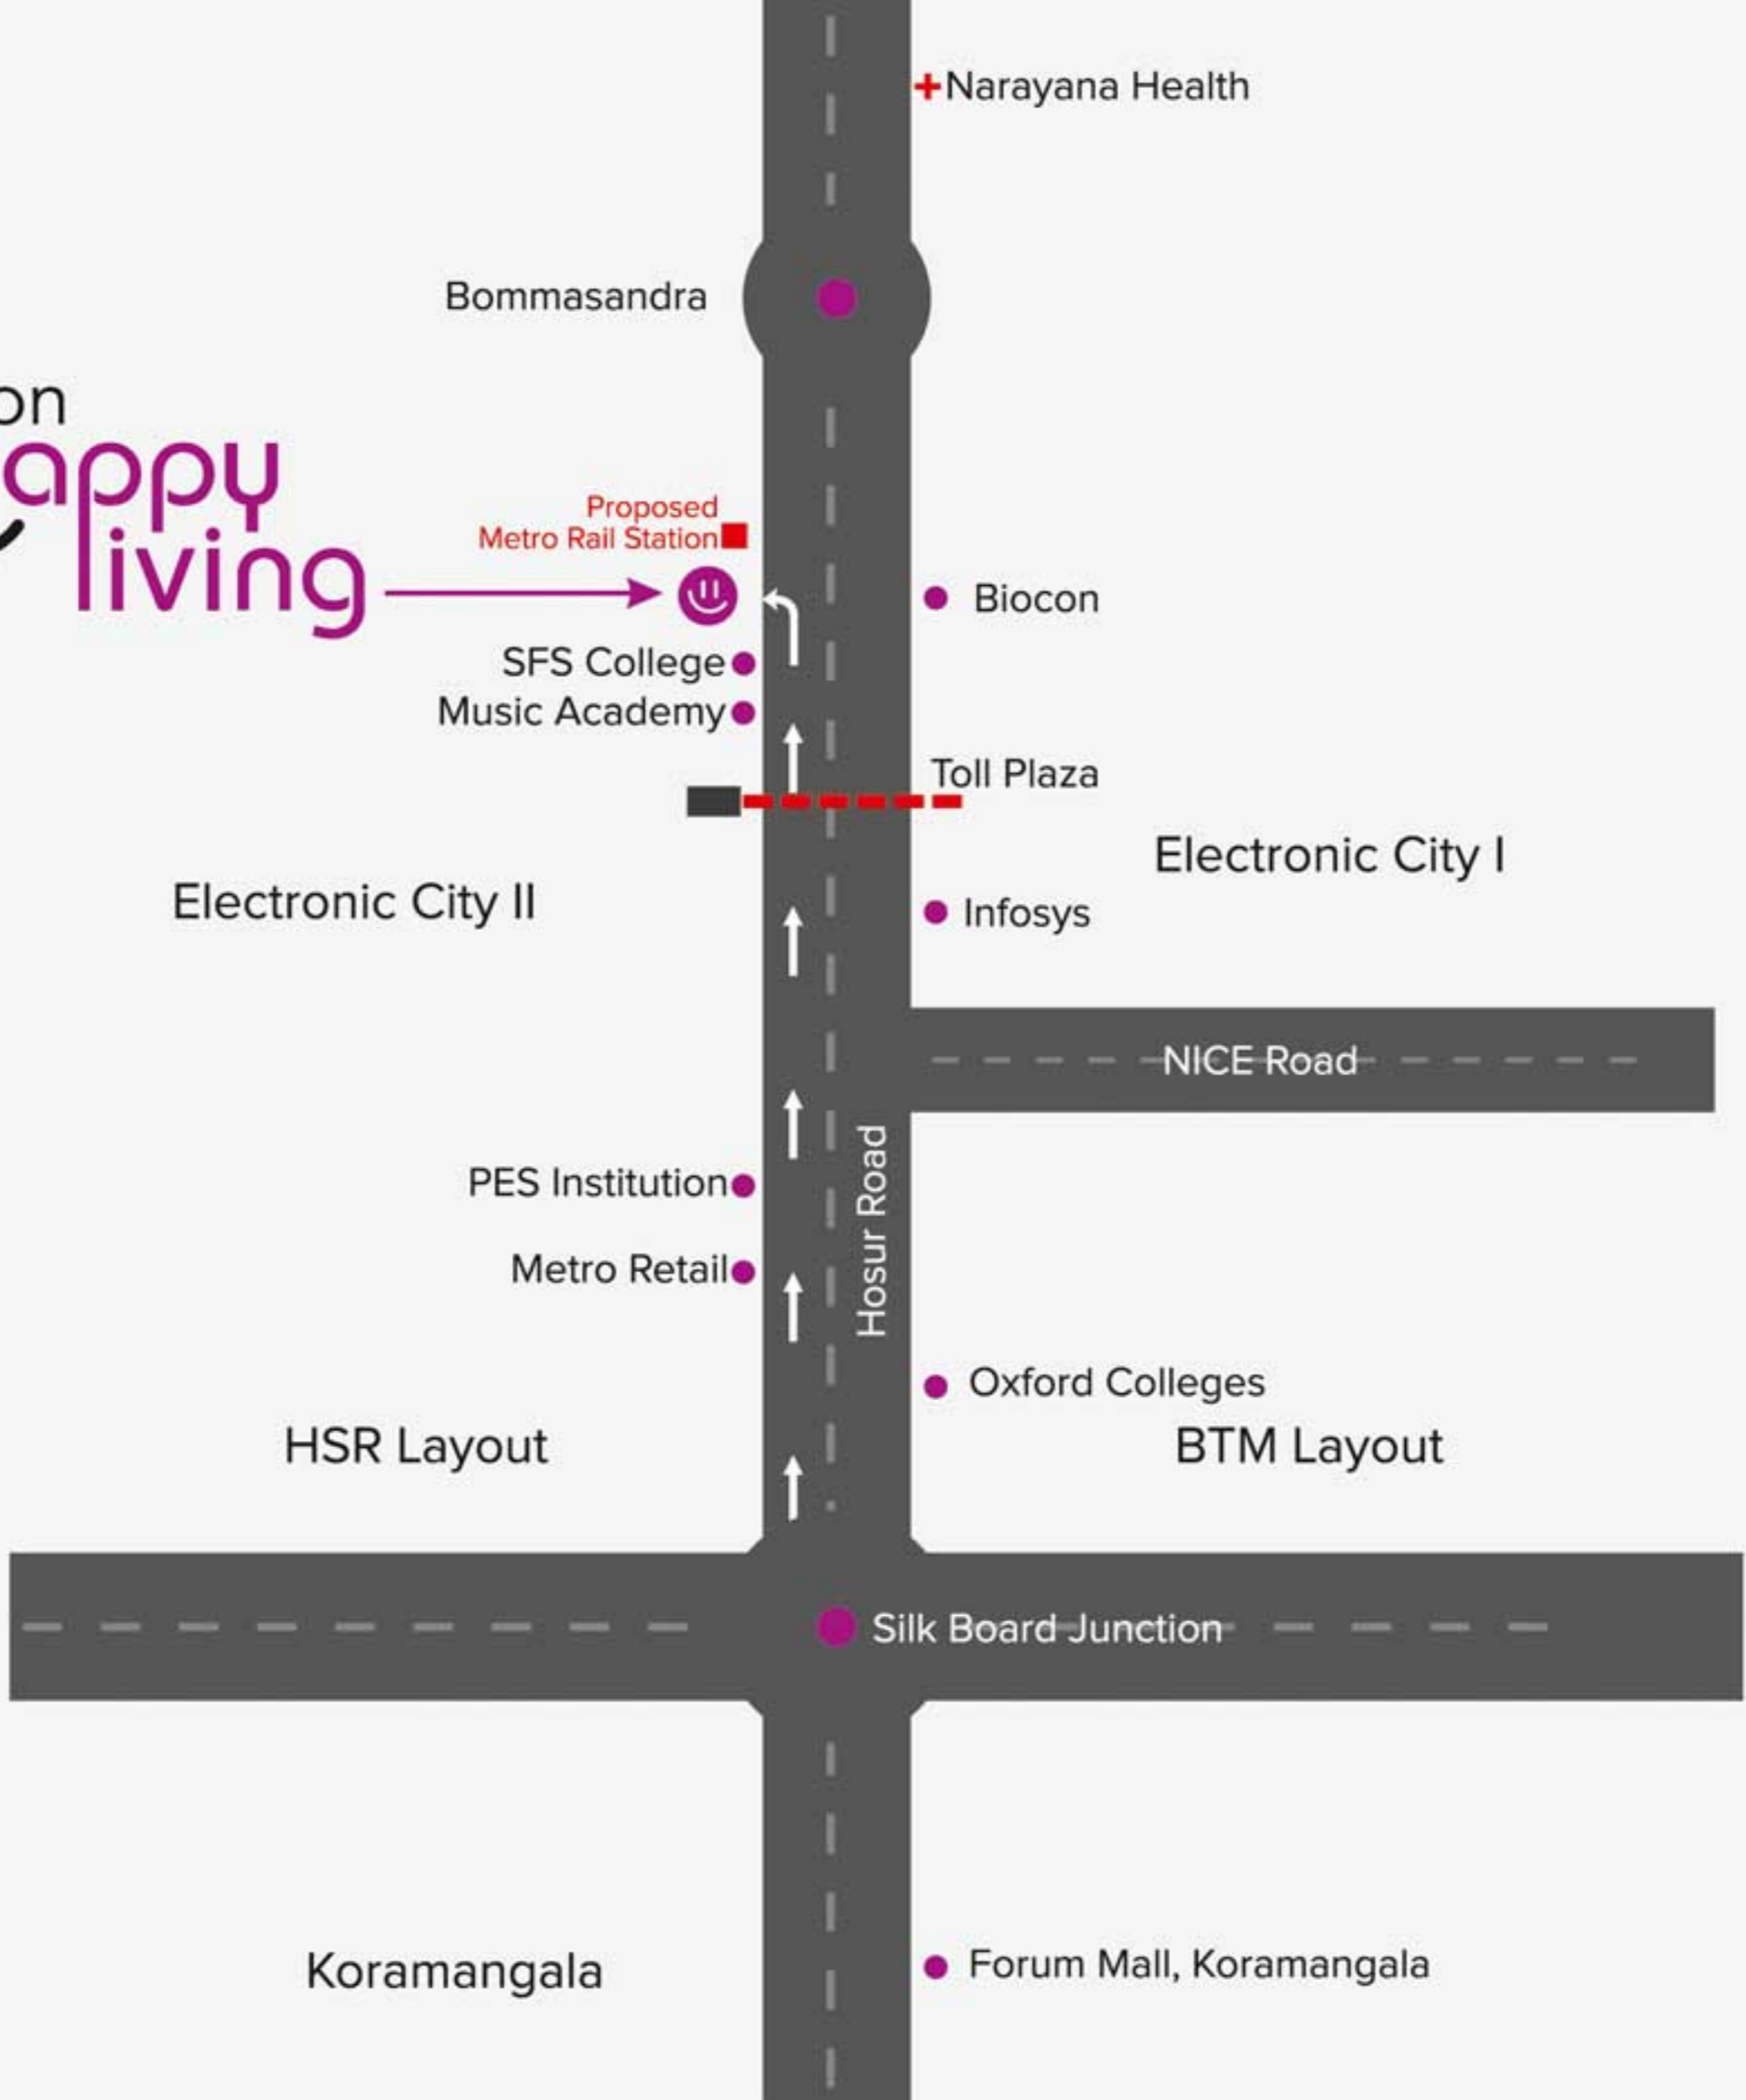 Narayana Health
Bommasandra
on
appy
living
Proposed
Metro Rail Station
Biocon
SFS College
Music Academy
Toll Plaza
Electronic City I
Electronic City II
Infosys
NICE Road
Hosur Road
PES Institution
Metro Retail
Oxford Colleges
HSR Layout
BTM Layout
Silk Board Junction
Koramangala
Forum Mall, Koramangala